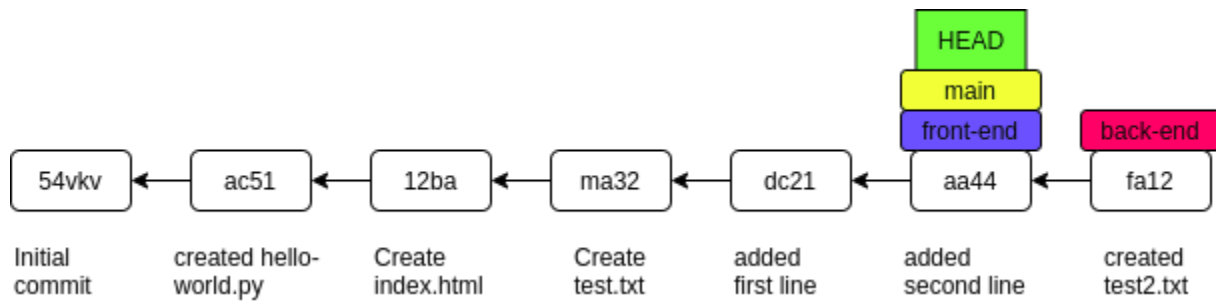 HEAD
main
front-end
back-end
54vkv
ac51
12ba
ma32
dc21
aa44
fa12
Initial
commit
created hello-
world.py
Create
index.html
Create
test.txt
added
first line
added
second line
created
test2.txt